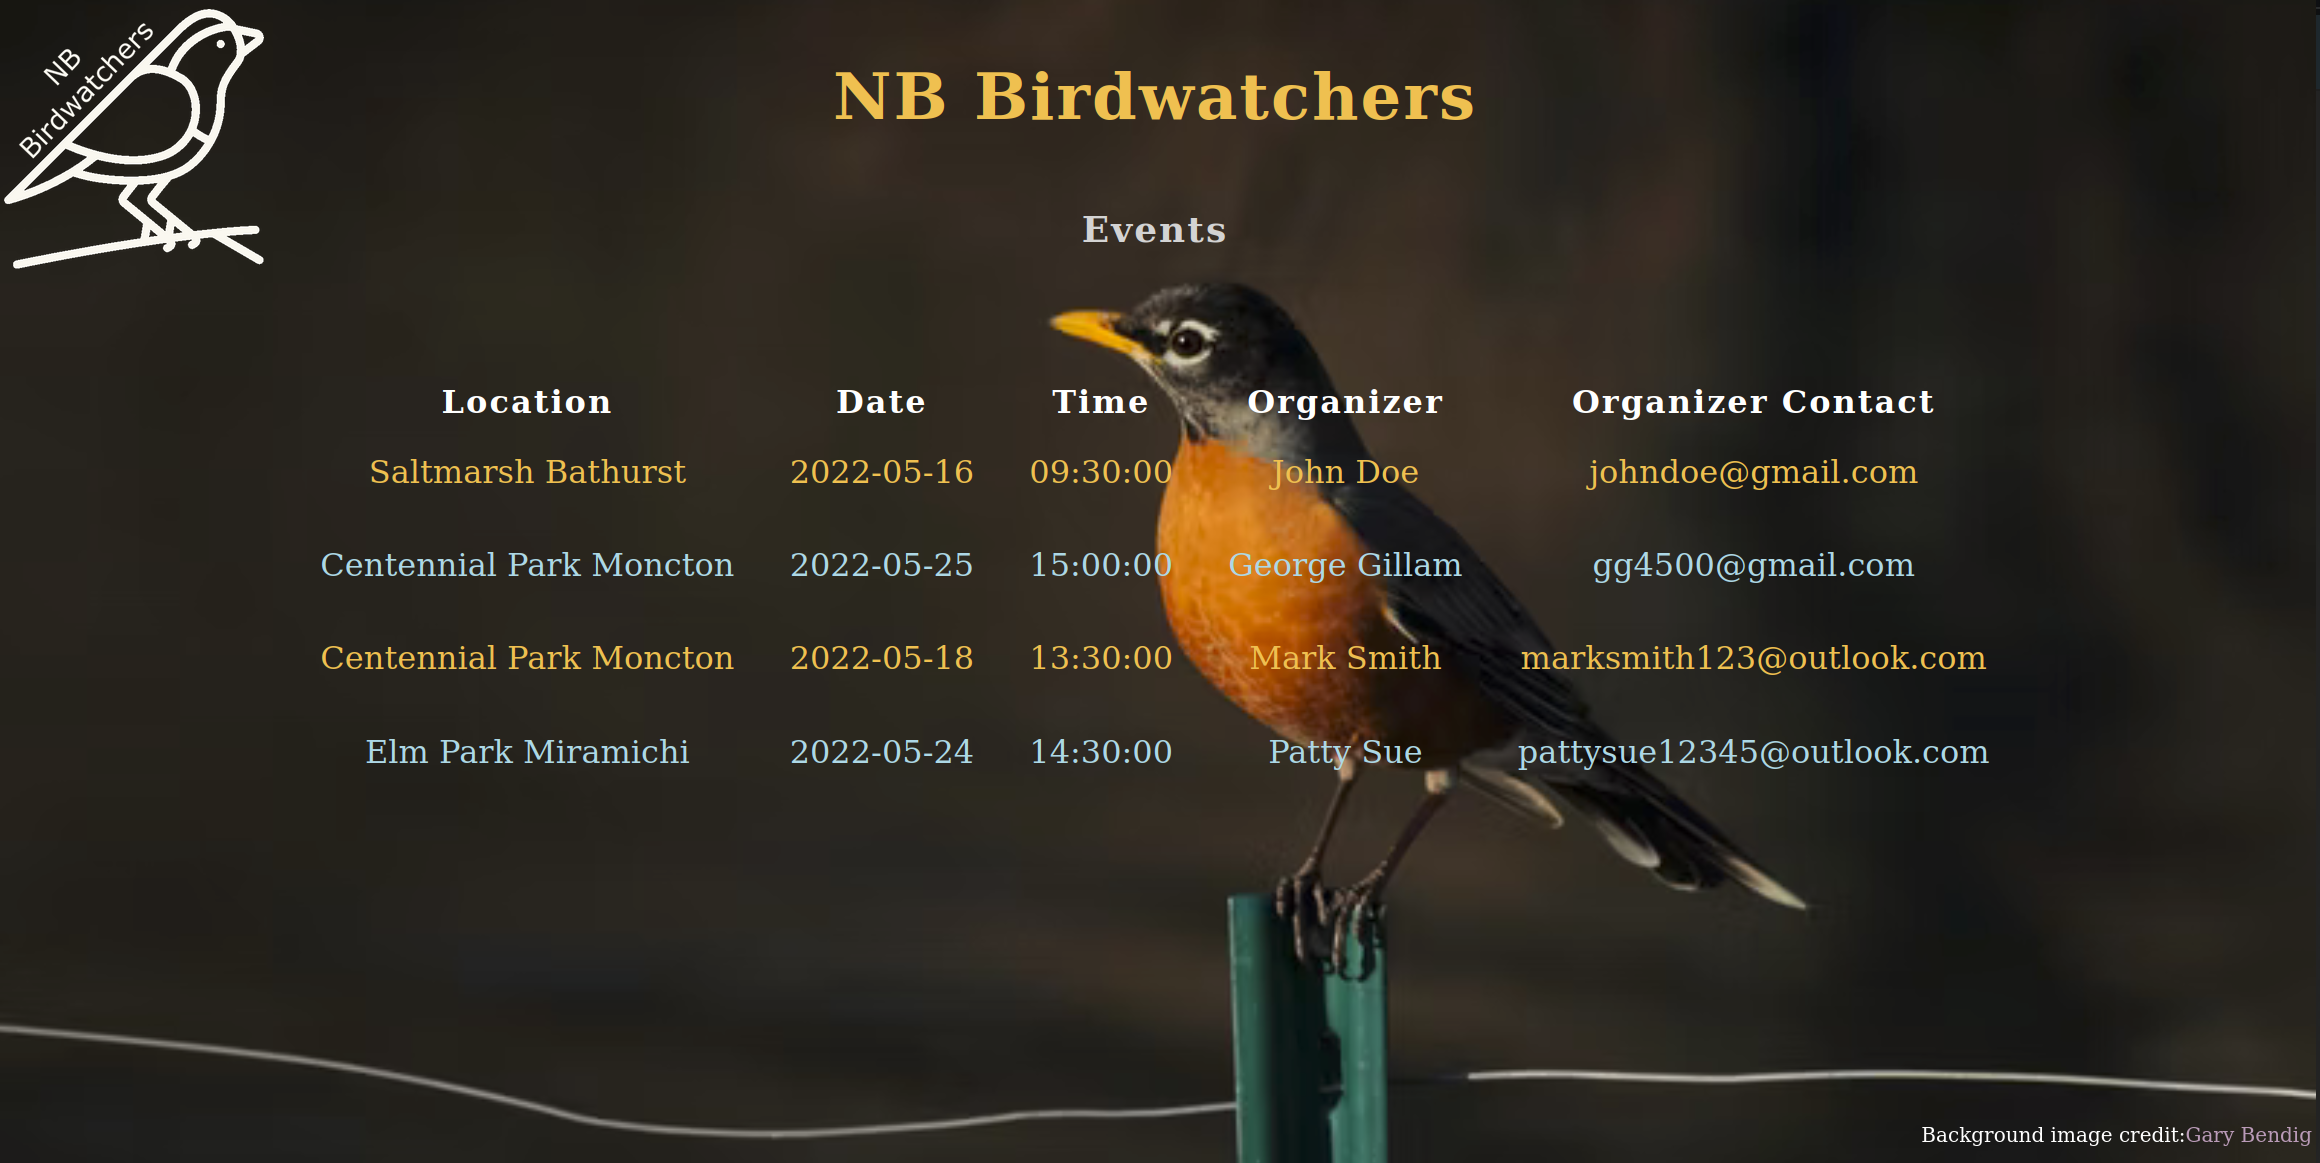 NB
Birdwatchers
NB Birdwatchers
Events
Location Date Time Organizer Organizer Contact
Saltmarsh Bathurst 2022-05-16 09:30:00 John Doe johndoe@gmail.com
Centennial Park Moncton 2022-05-25 15:00:00 George Gillam gg4500@gmail.com
Centennial Park Moncton 2022-05-18 13:30:00 Mark Smith marksmith123@outlook.com
Elm Park Miramichi 2022-05-24 14:30:00 Patty Sue pattysue12345@outlook.com
Background image credit:Gary Bendig